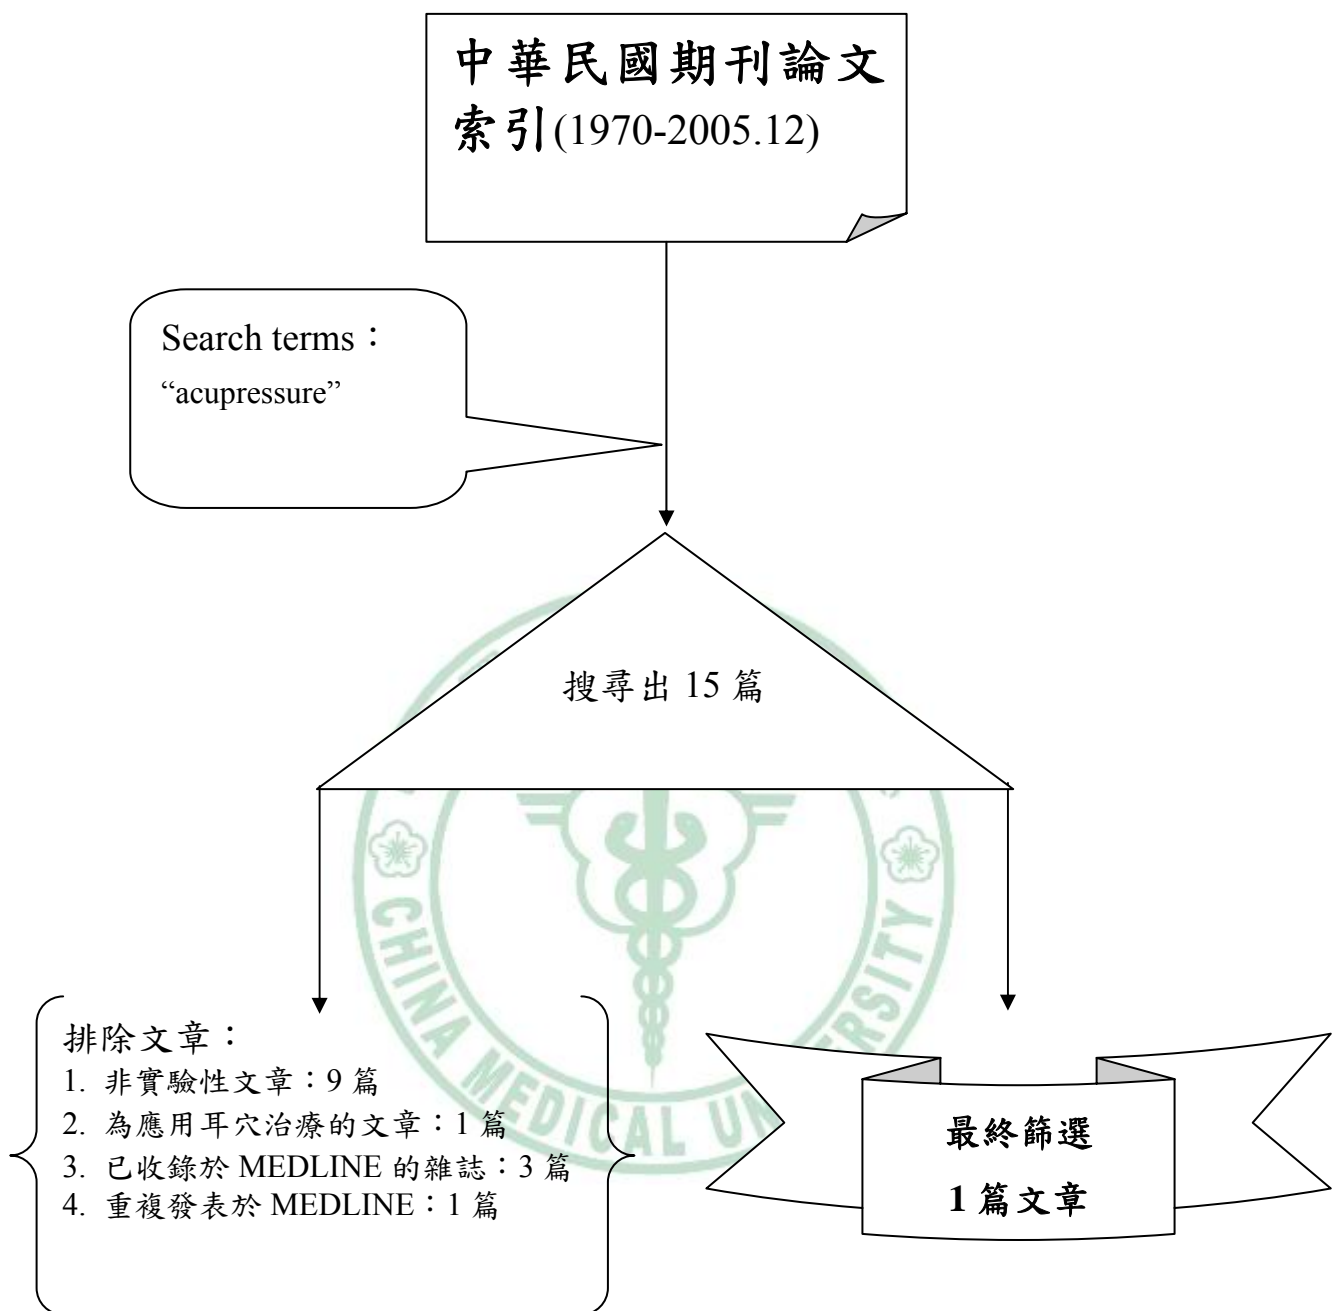 中華民國期刊論文
索引(1970-2005.12)
Search terms：
“acupressure”
搜尋出 15 篇
排除文章：
1. 非實驗性文章：9 篇
2. 為應用耳穴治療的文章：1 篇
3. 已收錄於 MEDLINE 的雜誌：3 篇
4. 重複發表於 MEDLINE：1 篇
最終篩選
1 篇文章
CHINA MEDICAL UN ERSITY